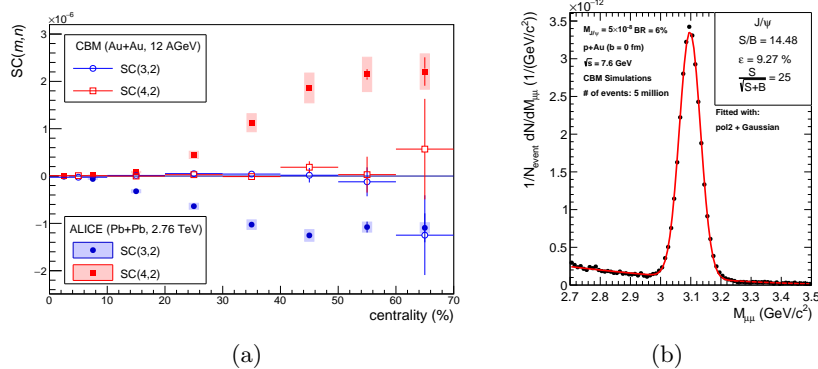 ×10⁻⁶
SC(m,n)
3
2
1
0
−1
−2
CBM (Au+Au, 12 AGeV)
SC(3,2)
SC(4,2)
ALICE (Pb+Pb, 2.76 TeV)
SC(3,2)
SC(4,2)
0 10 20 30 40 50 60 70
centrality (%)
(a)
×10⁻¹²
1/N_event dN/dM_μμ (1/(GeV/c²))
3.5
3
2.5
2
1.5
1
0.5
0
M_J/ψ = 5×10⁻⁸ BR = 6%
p+Au (b = 0 fm)
√s = 7.6 GeV
CBM Simulations
# of events: 5 million
J/ψ
S/B = 14.48
ε = 9.27 %
S/√S+B = 25
Fitted with:
pol2 + Gaussian
2.7 2.8 2.9 3 3.1 3.2 3.3 3.4 3.5
M_μμ (GeV/c²)
(b)